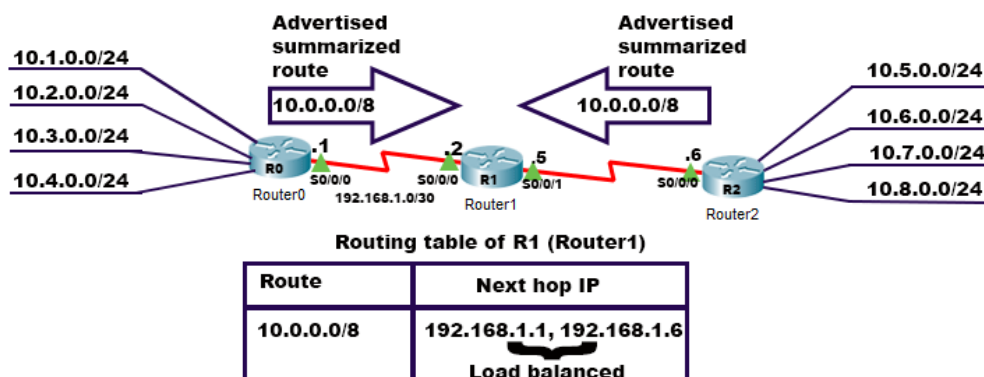 Advertised
summarized
route
10.0.0.0/8
Advertised
summarized
route
10.0.0.0/8
10.1.0.0/24
10.2.0.0/24
10.3.0.0/24
10.4.0.0/24
10.5.0.0/24
10.6.0.0/24
10.7.0.0/24
10.8.0.0/24
R0
Router0
.1
S0/0/0
192.168.1.0/30
.2
S0/0/0
R1
Router1
.5
S0/0/1
.6
S0/0/0
R2
Router2
Routing table of R1 (Router1)
Route
Next hop IP
10.0.0.0/8
192.168.1.1, 192.168.1.6
Load balanced